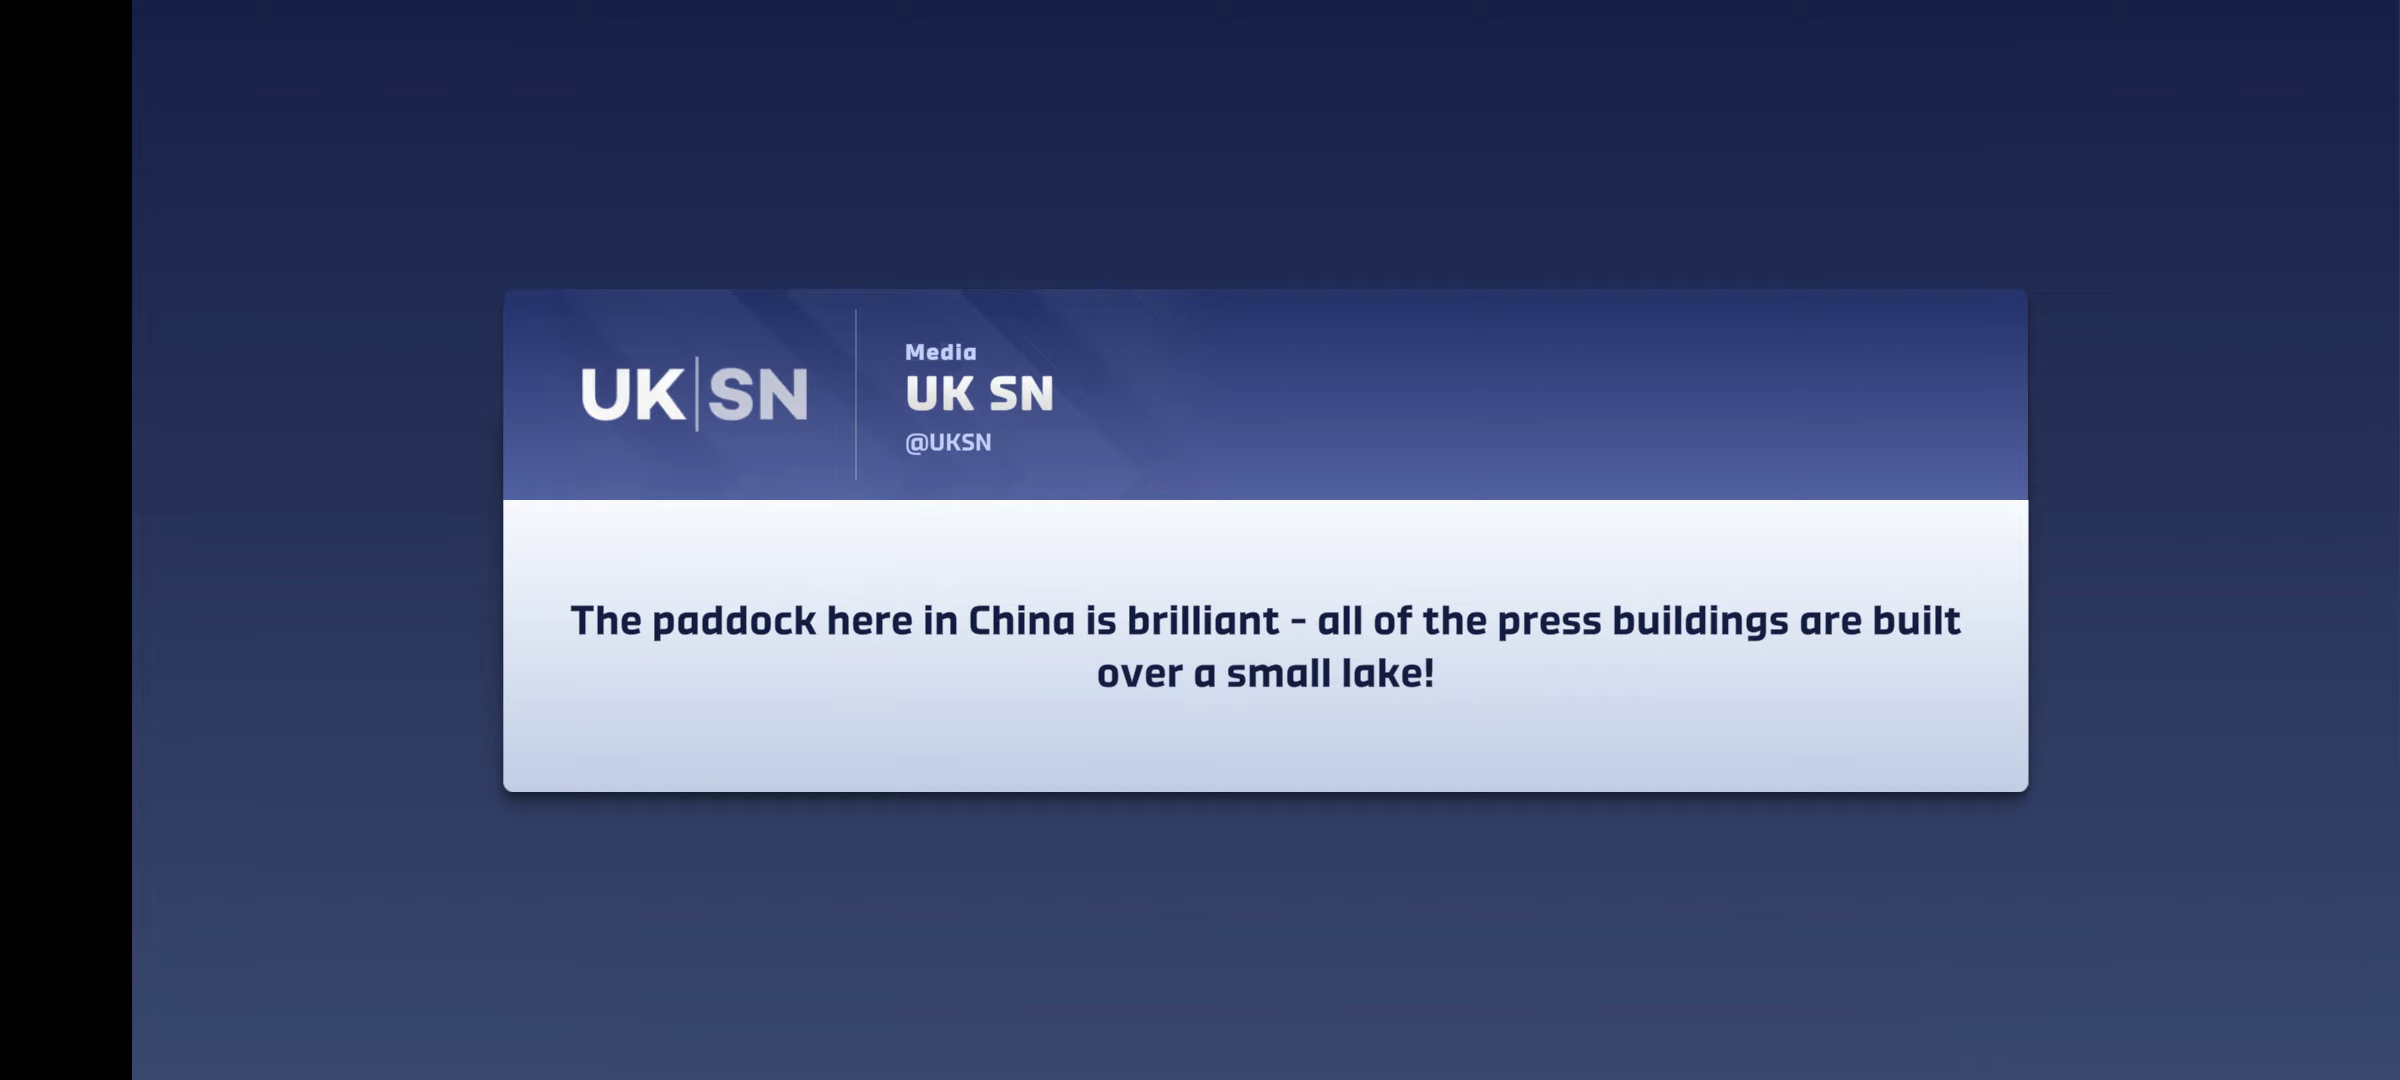 UK|SN
Media
UK SN
@UKSN
The paddock here in China is brilliant - all of the press buildings are built
over a small lake!